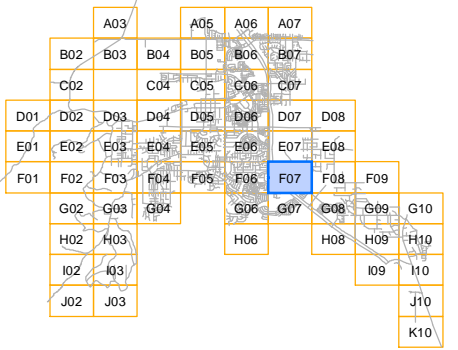 A03 A05 A06 A07
B02 B03 B04 B05 B06 B07
C02 C04 C05 C06 C07
D01 D02 D03 D04 D05 D06 D07 D08
E01 E02 E03 E04 E05 E06 E07 E08
F01 F02 F03 F04 F05 F06 F07 F08 F09
G02 G03 G04 G06 G07 G08 G09 G10
H02 H03 H06 H08 H09 H10
I02 I03 I09 I10
J02 J03 J10
K10